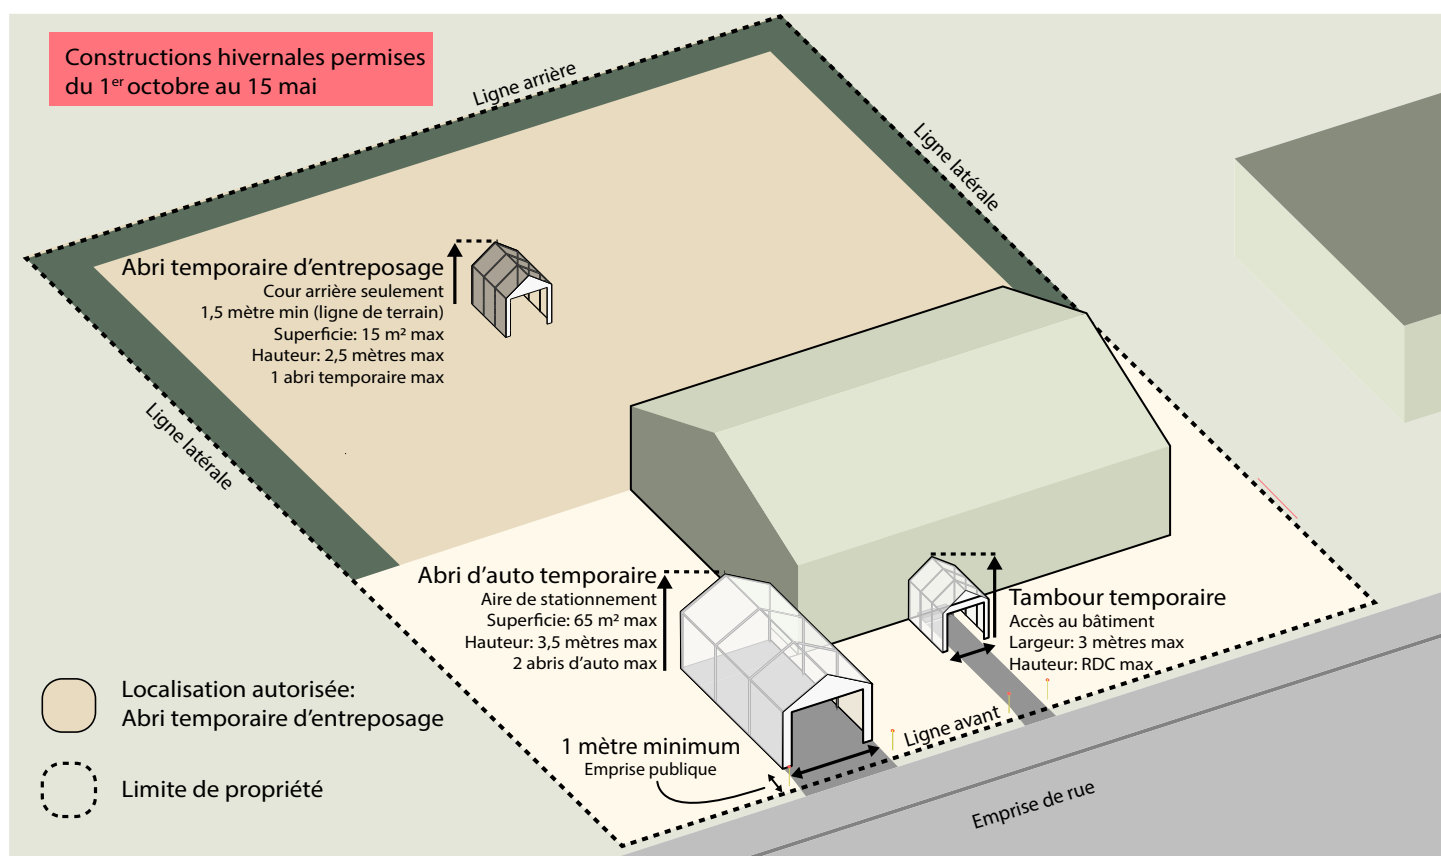 Constructions hivernales permises
du 1er octobre au 15 mai
Ligne arrière
Ligne latérale
Abri temporaire d'entreposage
Cour arrière seulement
1,5 mètre min (ligne de terrain)
Superficie: 15 m² max
Hauteur: 2,5 mètres max
1 abri temporaire max
Ligne latérale
Abri d'auto temporaire
Aire de stationnement
Superficie: 65 m² max
Hauteur: 3,5 mètres max
2 abris d'auto max
Tambour temporaire
Accès au bâtiment
Largeur: 3 mètres max
Hauteur: RDC max
Localisation autorisée:
Abri temporaire d'entreposage
Limite de propriété
1 mètre minimum
Emprise publique
Ligne avant
Emprise de rue